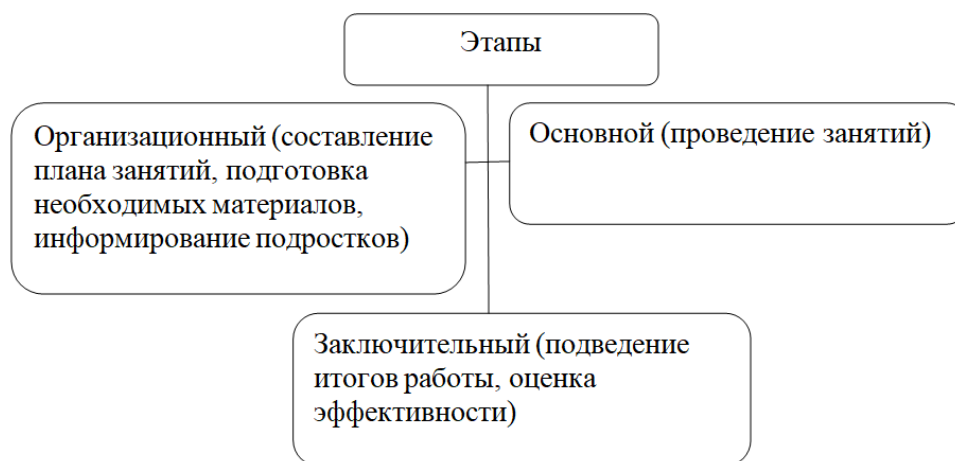 Этапы
Организационный (составление
плана занятий, подготовка
необходимых материалов,
информирование подростков)
Основной (проведение занятий)
Заключительный (подведение
итогов работы, оценка
эффективности)